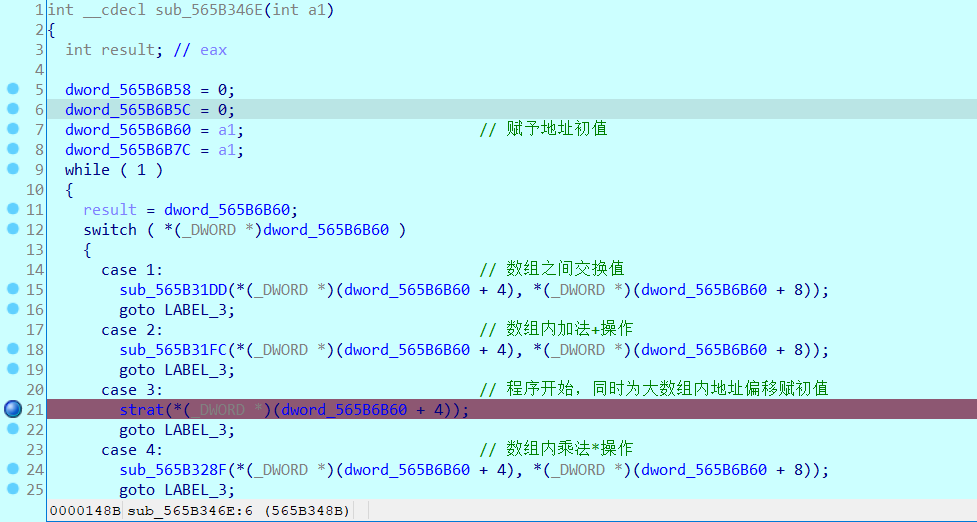 1 int __cdecl sub_565B346E(int a1)
2 {
3   int result; // eax
4
5   dword_565B6B58 = 0;
6   dword_565B6B5C = 0;
7   dword_565B6B60 = a1;                          // 赋予地址初值
8   dword_565B6B7C = a1;
9   while ( 1 )
10   {
11     result = dword_565B6B60;
12     switch ( *(_DWORD *)dword_565B6B60 )
13     {
14       case 1:                                   // 数组之间交换值
15         sub_565B31DD(*(_DWORD *)(dword_565B6B60 + 4), *(_DWORD *)(dword_565B6B60 + 8));
16         goto LABEL_3;
17       case 2:                                   // 数组内加法+操作
18         sub_565B31FC(*(_DWORD *)(dword_565B6B60 + 4), *(_DWORD *)(dword_565B6B60 + 8));
19         goto LABEL_3;
20       case 3:                                   // 程序开始，同时为大数组内地址偏移赋初值
21         strat(*(_DWORD *)(dword_565B6B60 + 4));
22         goto LABEL_3;
23       case 4:                                   // 数组内乘法*操作
24         sub_565B328F(*(_DWORD *)(dword_565B6B60 + 4), *(_DWORD *)(dword_565B6B60 + 8));
25         goto LABEL_3;
0000148B sub_565B346E:6 (565B348B)